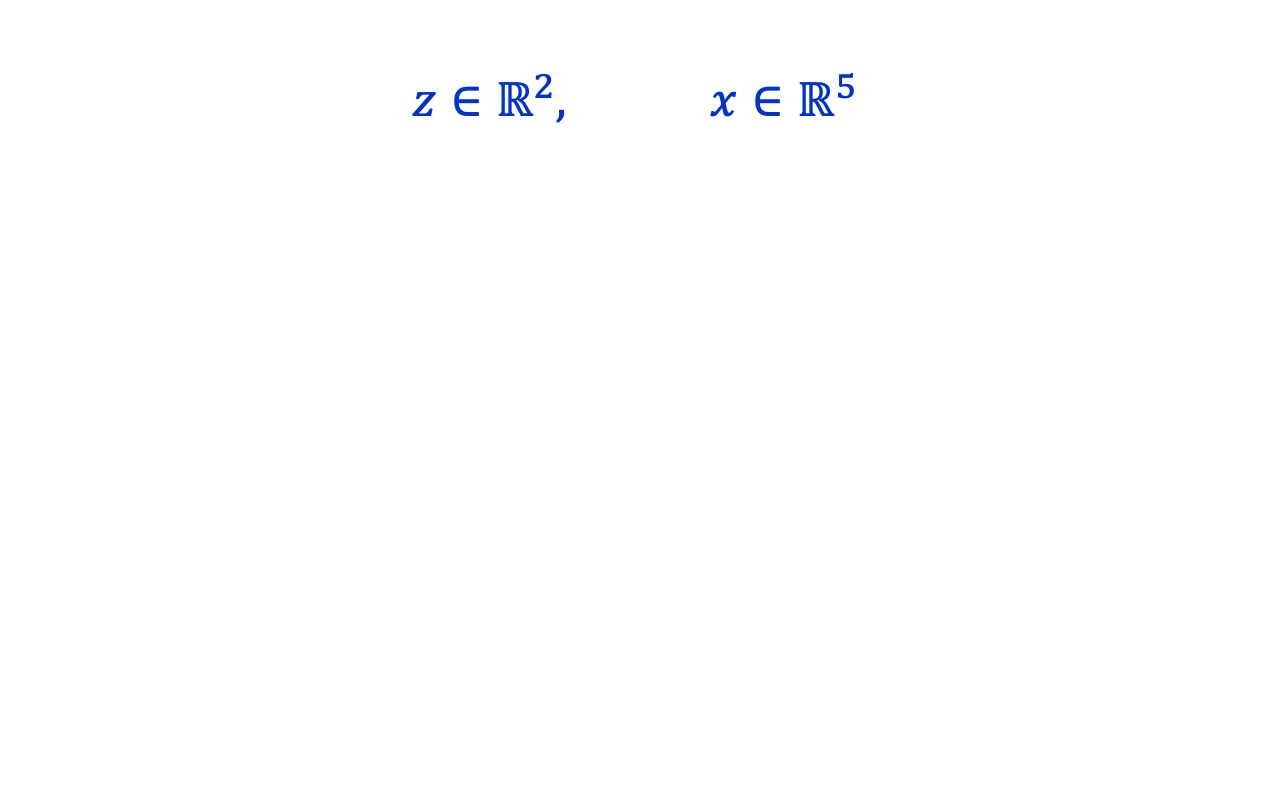 z ∈ ℝ², x ∈ ℝ⁵